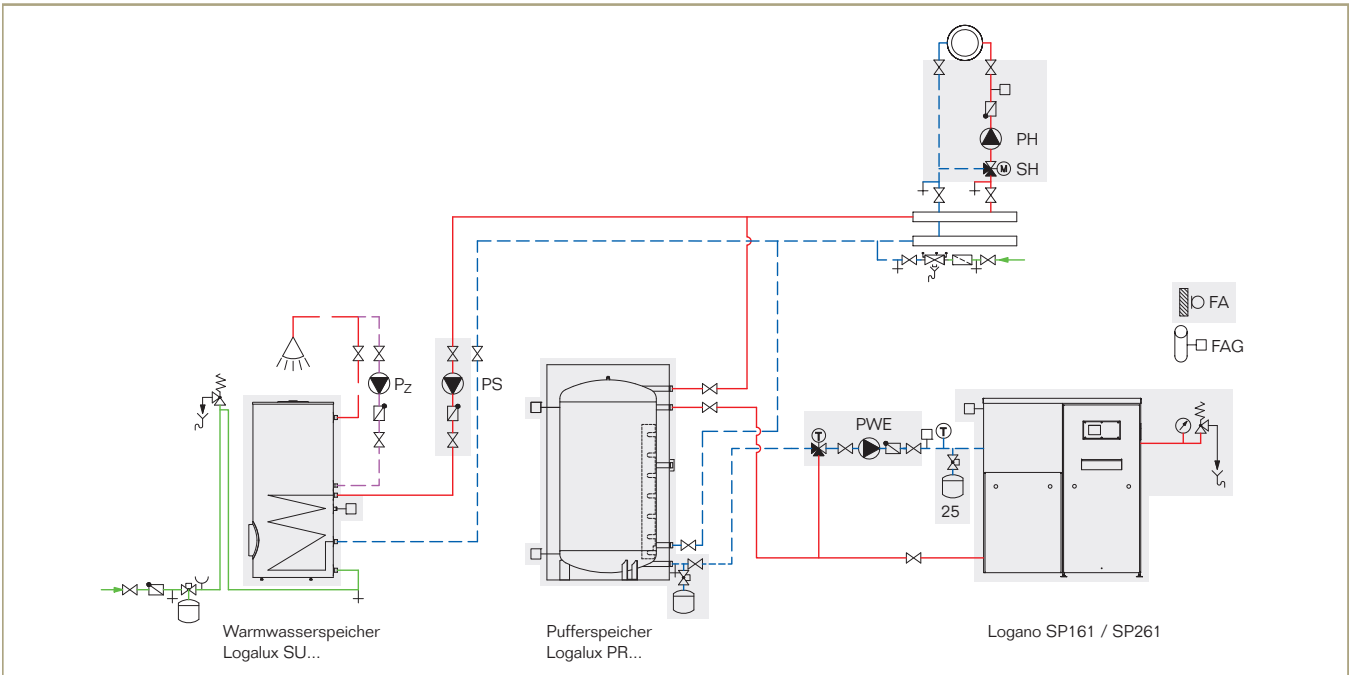 PH
M SH
FA
FAG
Pz
PS
T
PWE
T
25
Warmwasserspeicher
Logalux SU...
Pufferspeicher
Logalux PR...
Logano SP161 / SP261